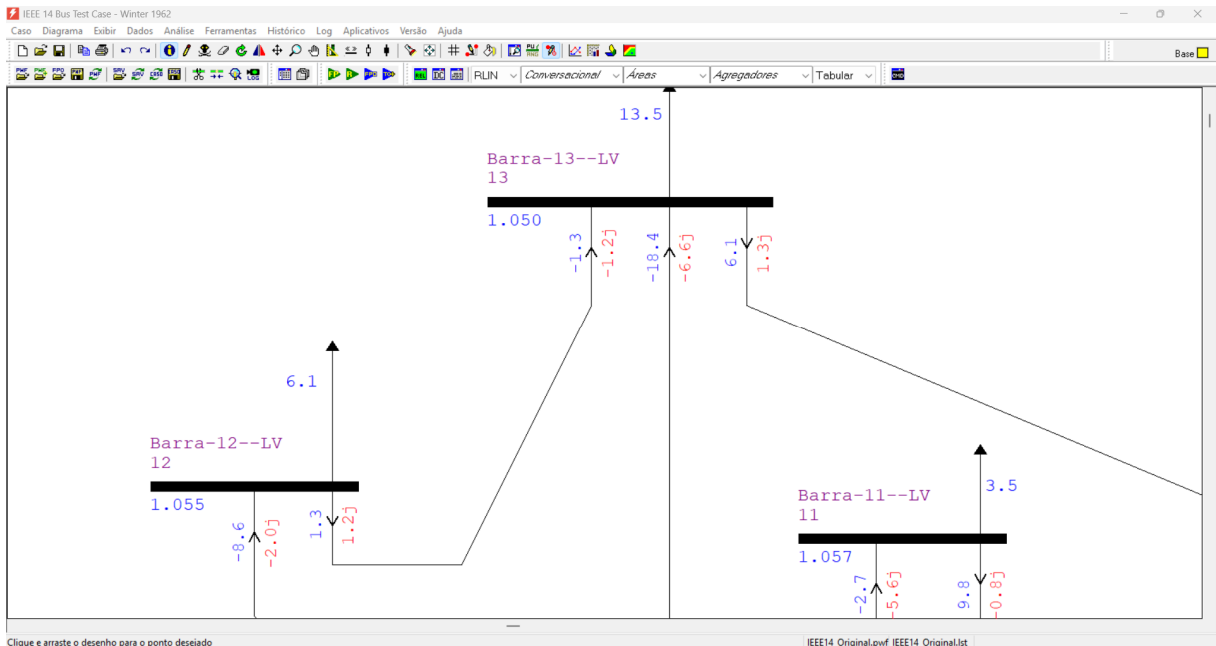 IEEE 14 Bus Test Case - Winter 1962
Caso Diagrama Exibir Dados Análise Ferramentas Histórico Log Aplicativos Versão Ajuda
Base
RLIN Conversacional Áreas Agregadores Tabular
13.5
Barra-13--LV
13
1.050
-1.3
-1.2j
-18.4
-6.6j
6.1
1.3j
6.1
Barra-12--LV
12
1.055
-8.6
-2.0j
1.3
1.2j
3.5
Barra-11--LV
11
1.057
-2.7
-5.6j
9.8
-0.8j
Clique e arraste o desenho para o ponto desejado
IEEE14_Original.pwf IEEE14_Original.lst